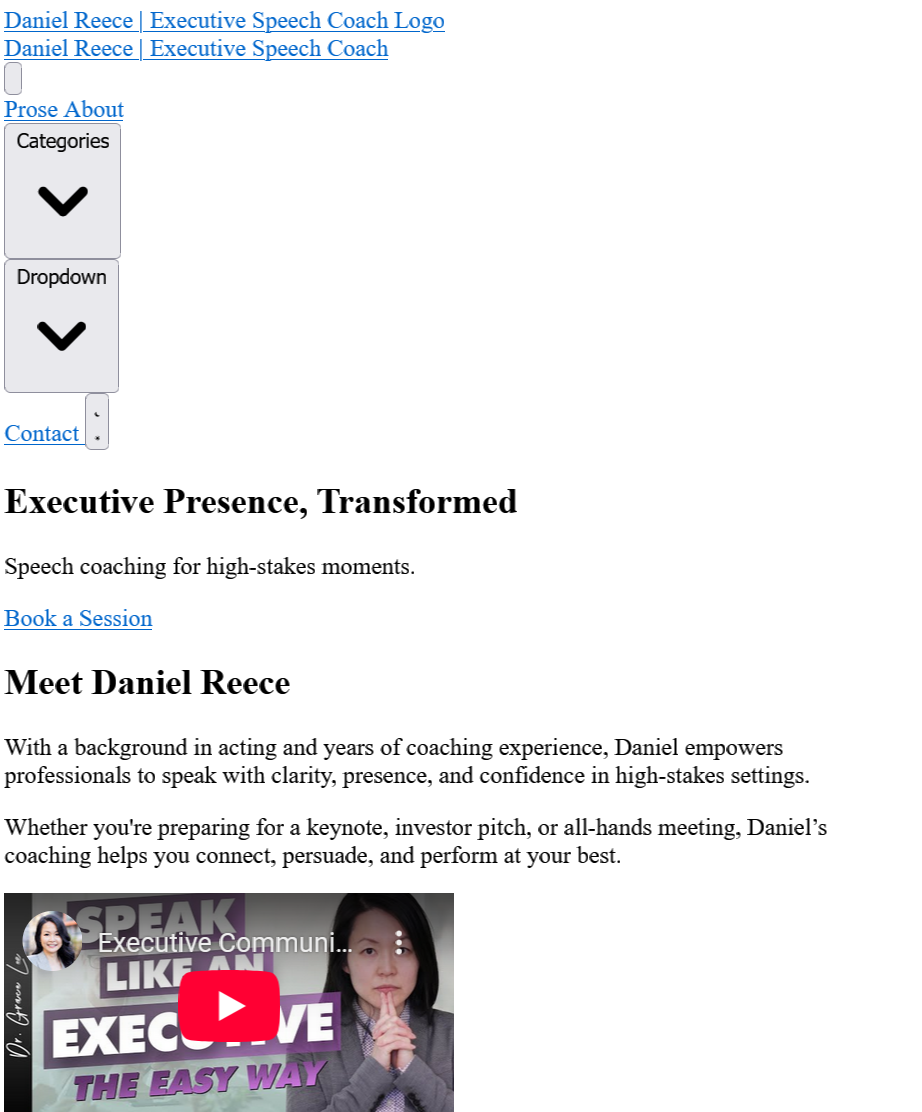 Daniel Reece | Executive Speech Coach Logo
Daniel Reece | Executive Speech Coach
Prose About
Categories
Dropdown
Contact
Executive Presence, Transformed
Speech coaching for high-stakes moments.
Book a Session
Meet Daniel Reece
With a background in acting and years of coaching experience, Daniel empowers
professionals to speak with clarity, presence, and confidence in high-stakes settings.
Whether you're preparing for a keynote, investor pitch, or all-hands meeting, Daniel’s
coaching helps you connect, persuade, and perform at your best.
SPEAK
Executive Communi...
LIKE AN
EXECUTIVE
THE EASY WAY
Dr. Grace Lee